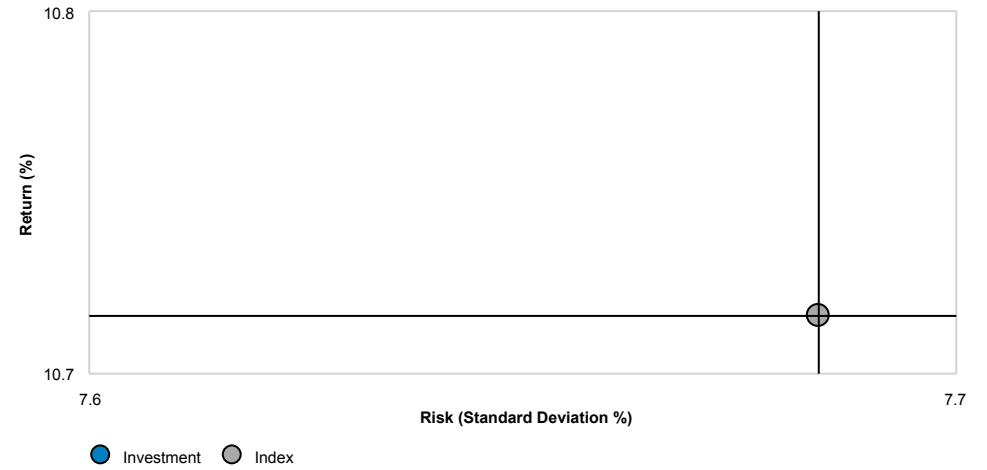 10.8
Return (%)
10.7
7.6
7.7
Risk (Standard Deviation %)
Investment
Index